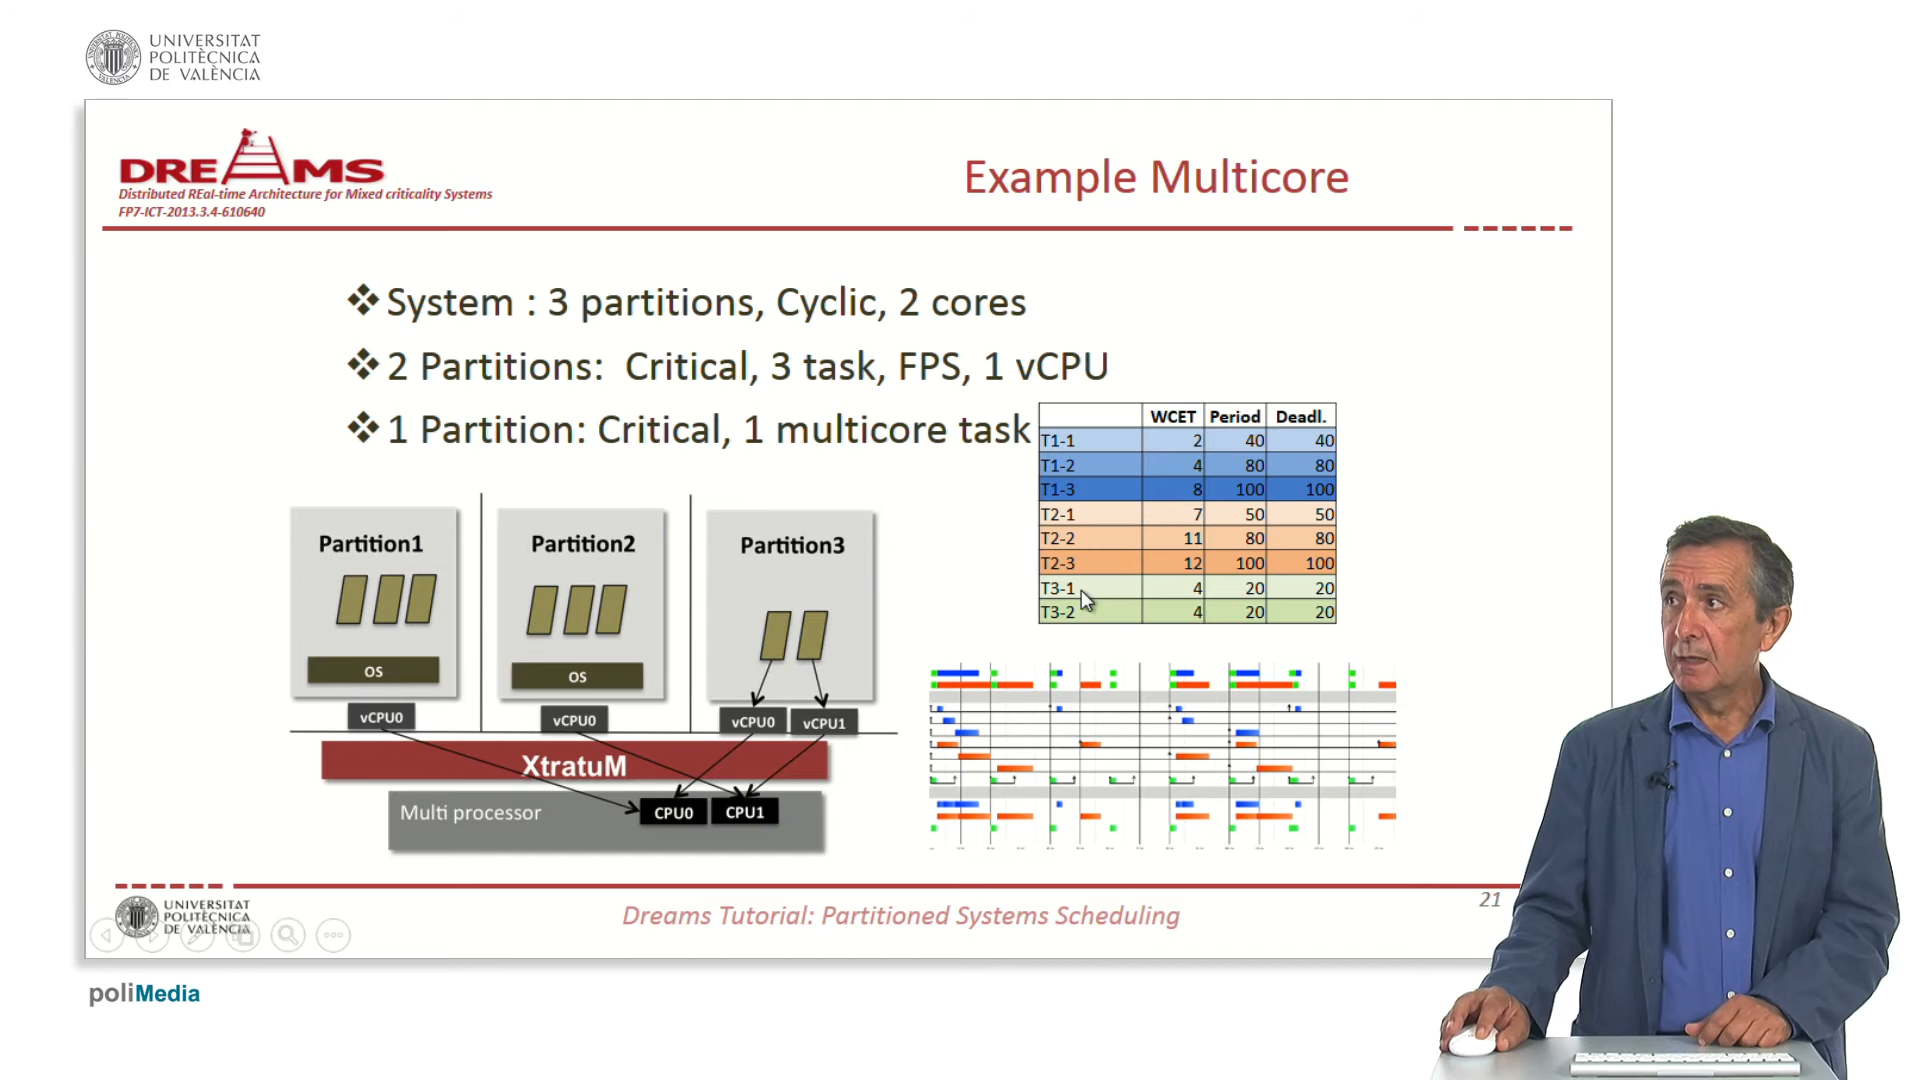 UNIVERSITAT
POLITÈCNICA
DE VALÈNCIA
DREAMS
Distributed REal-time Architecture for Mixed criticality Systems
FP7-ICT-2013.3.4-610640
Example Multicore
❖ System : 3 partitions, Cyclic, 2 cores
❖ 2 Partitions: Critical, 3 task, FPS, 1 vCPU
❖ 1 Partition: Critical, 1 multicore task
WCET Period Deadl.
T1-1 2 40 40
T1-2 4 80 80
T1-3 8 100 100
T2-1 7 50 50
T2-2 11 80 80
T2-3 12 100 100
T3-1 4 20 20
T3-2 4 20 20
Partition1 Partition2 Partition3
OS OS
vCPU0 vCPU0 vCPU0 vCPU1
XtratuM
Multi processor CPU0 CPU1
21
UNIVERSITAT
POLITÈCNICA
DE VALÈNCIA
Dreams Tutorial: Partitioned Systems Scheduling
poliMedia